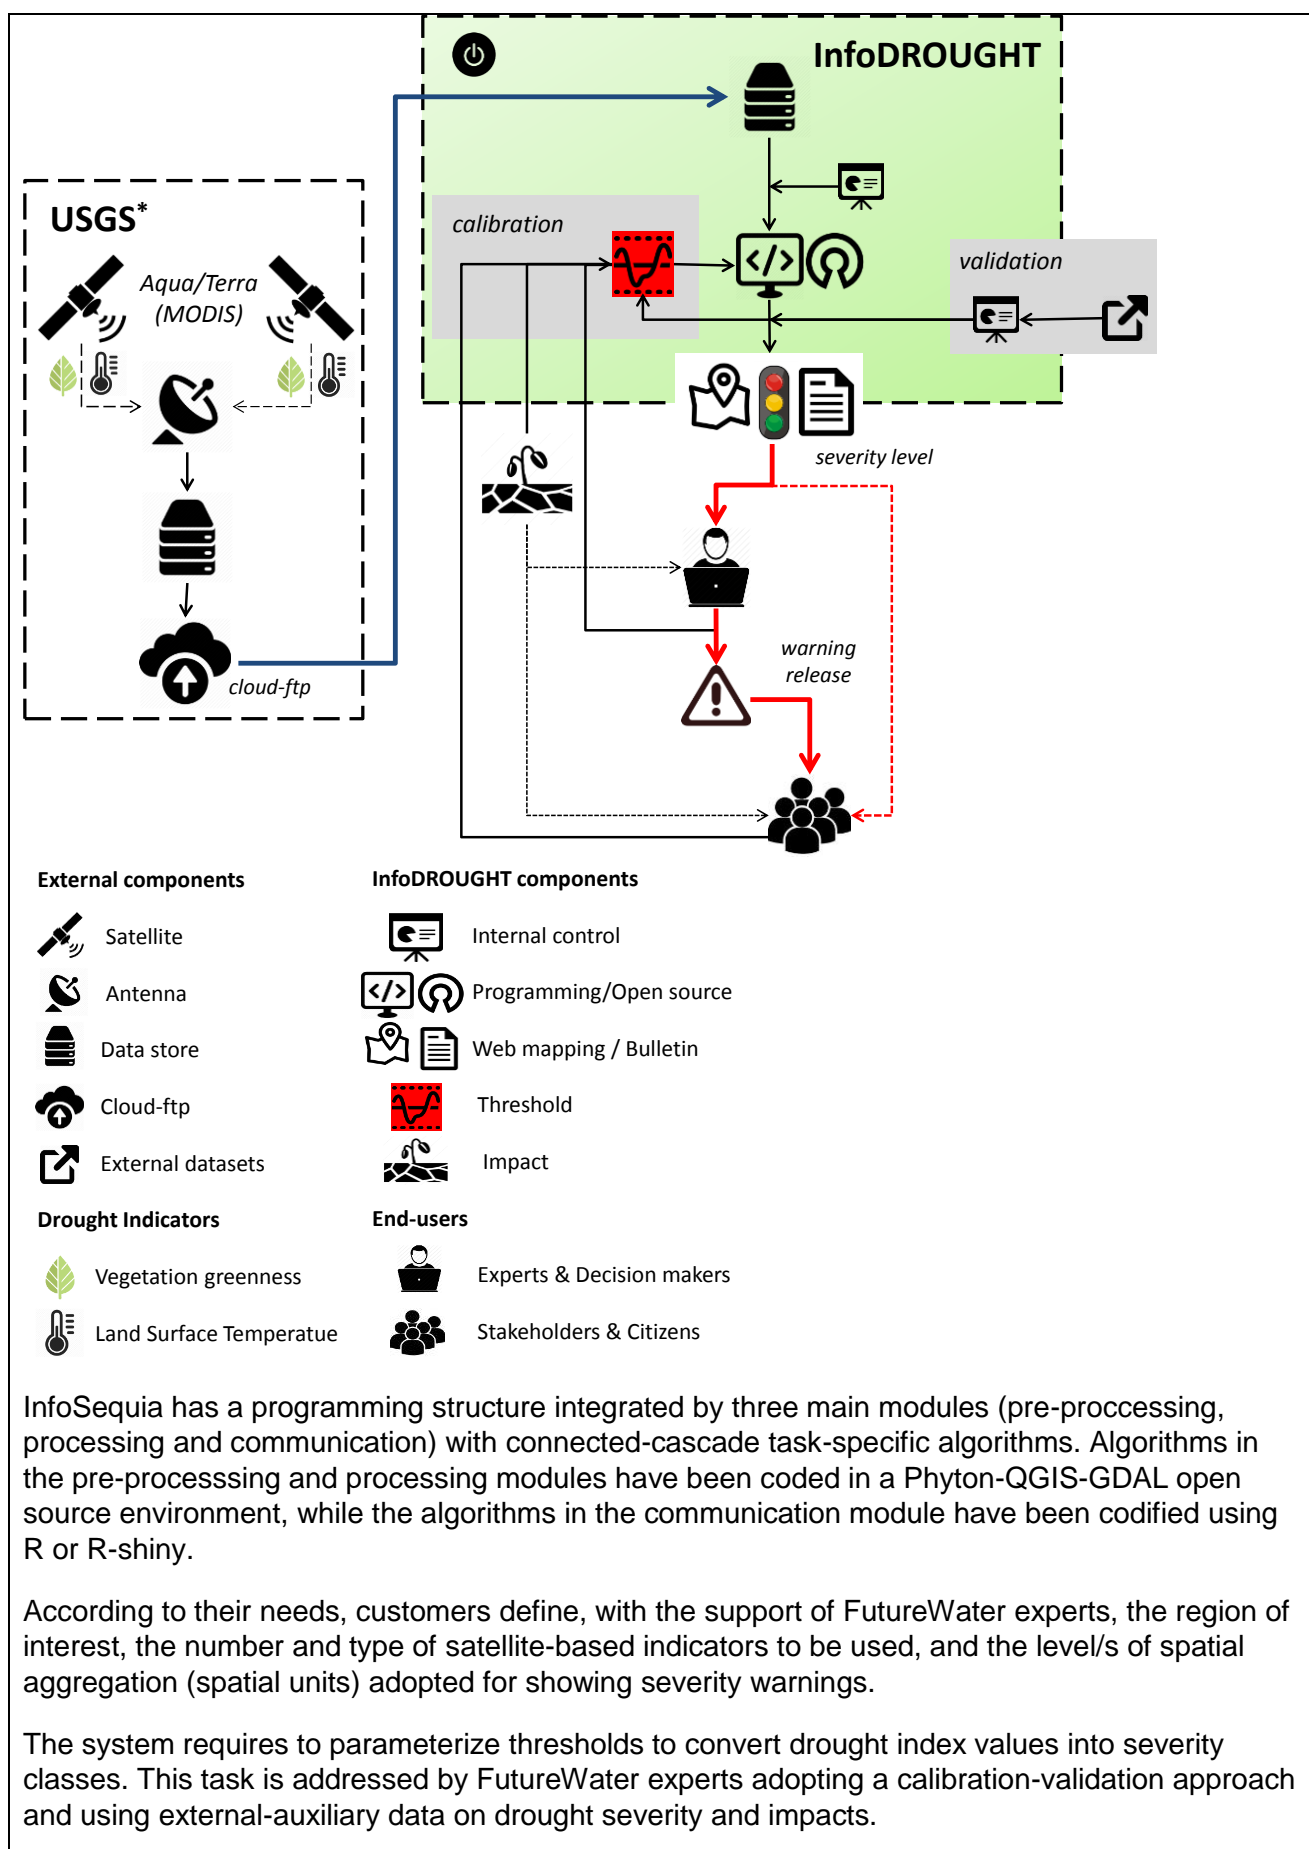 InfoDROUGHT
USGS*
Aqua/Terra
(MODIS)
cloud-ftp
calibration
validation
severity level
warning
release
External components
Satellite
Antenna
Data store
Cloud-ftp
External datasets
Drought Indicators
Vegetation greenness
Land Surface Temperatue
InfoDROUGHT components
Internal control
Programming/Open source
Web mapping / Bulletin
Threshold
Impact
End-users
Experts & Decision makers
Stakeholders & Citizens
InfoSequia has a programming structure integrated by three main modules (pre-proccessing,
processing and communication) with connected-cascade task-specific algorithms. Algorithms in
the pre-processsing and processing modules have been coded in a Phyton-QGIS-GDAL open
source environment, while the algorithms in the communication module have been codified using
R or R-shiny.
According to their needs, customers define, with the support of FutureWater experts, the region of
interest, the number and type of satellite-based indicators to be used, and the level/s of spatial
aggregation (spatial units) adopted for showing severity warnings.
The system requires to parameterize thresholds to convert drought index values into severity
classes. This task is addressed by FutureWater experts adopting a calibration-validation approach
and using external-auxiliary data on drought severity and impacts.